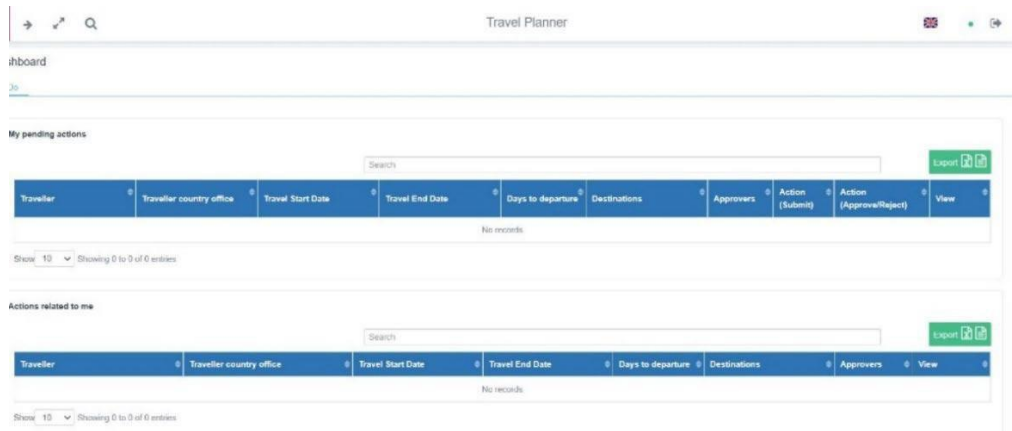 Travel Planner
shboard
Do
My pending actions
Search
Export
Traveller Traveller country office Travel Start Date Travel End Date Days to departure Destinations Approvers Action (Submit) Action (Approve/Reject) View
No records.
Show 10 Showing 0 to 0 of 0 entries
Actions related to me
Search
Export
Traveller Traveller country office Travel Start Date Travel End Date Days to departure Destinations Approvers View
No records.
Show 10 Showing 0 to 0 of 0 entries